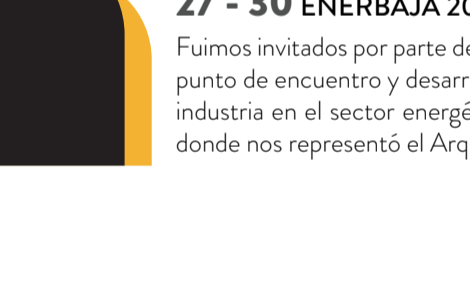 27 - 30 ENERBAJA 20
Fuimos invitados por parte de
punto de encuentro y desarr
industria en el sector energé
donde nos representó el Arq